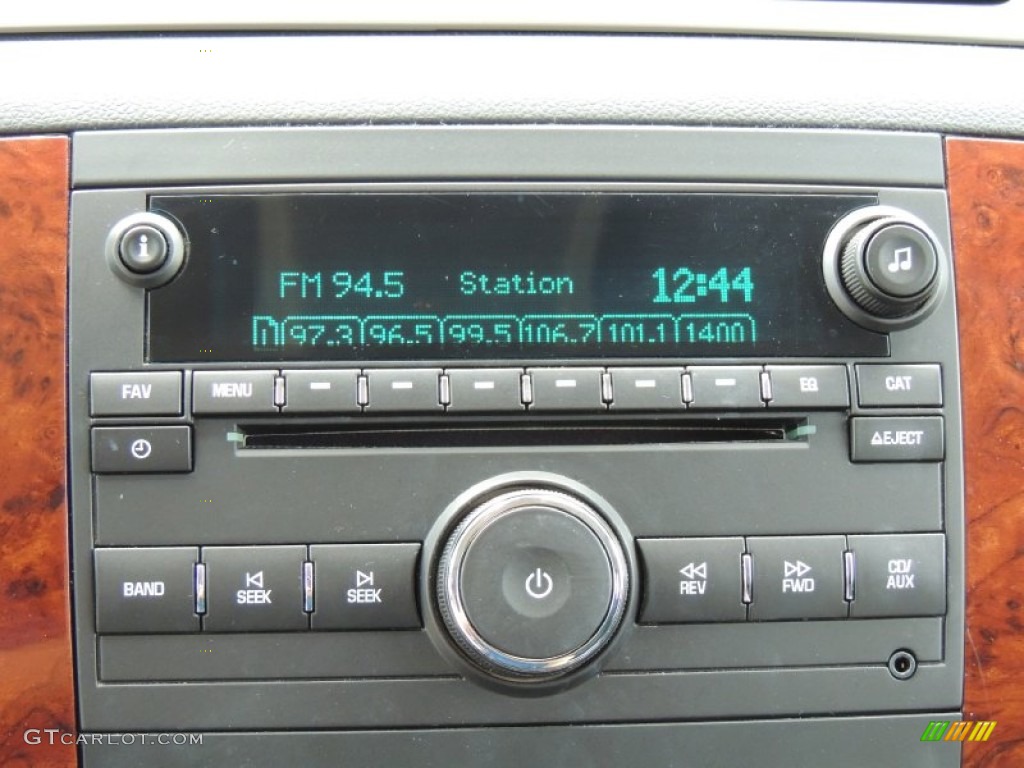 i
FM 94.5 Station 12:44
1 97.3 96.5 99.5 106.7 101.1 1400
FAV MENU EQ CAT
EJECT
BAND SEEK SEEK REV FWD CD/
AUX
GTCARLOT.COM